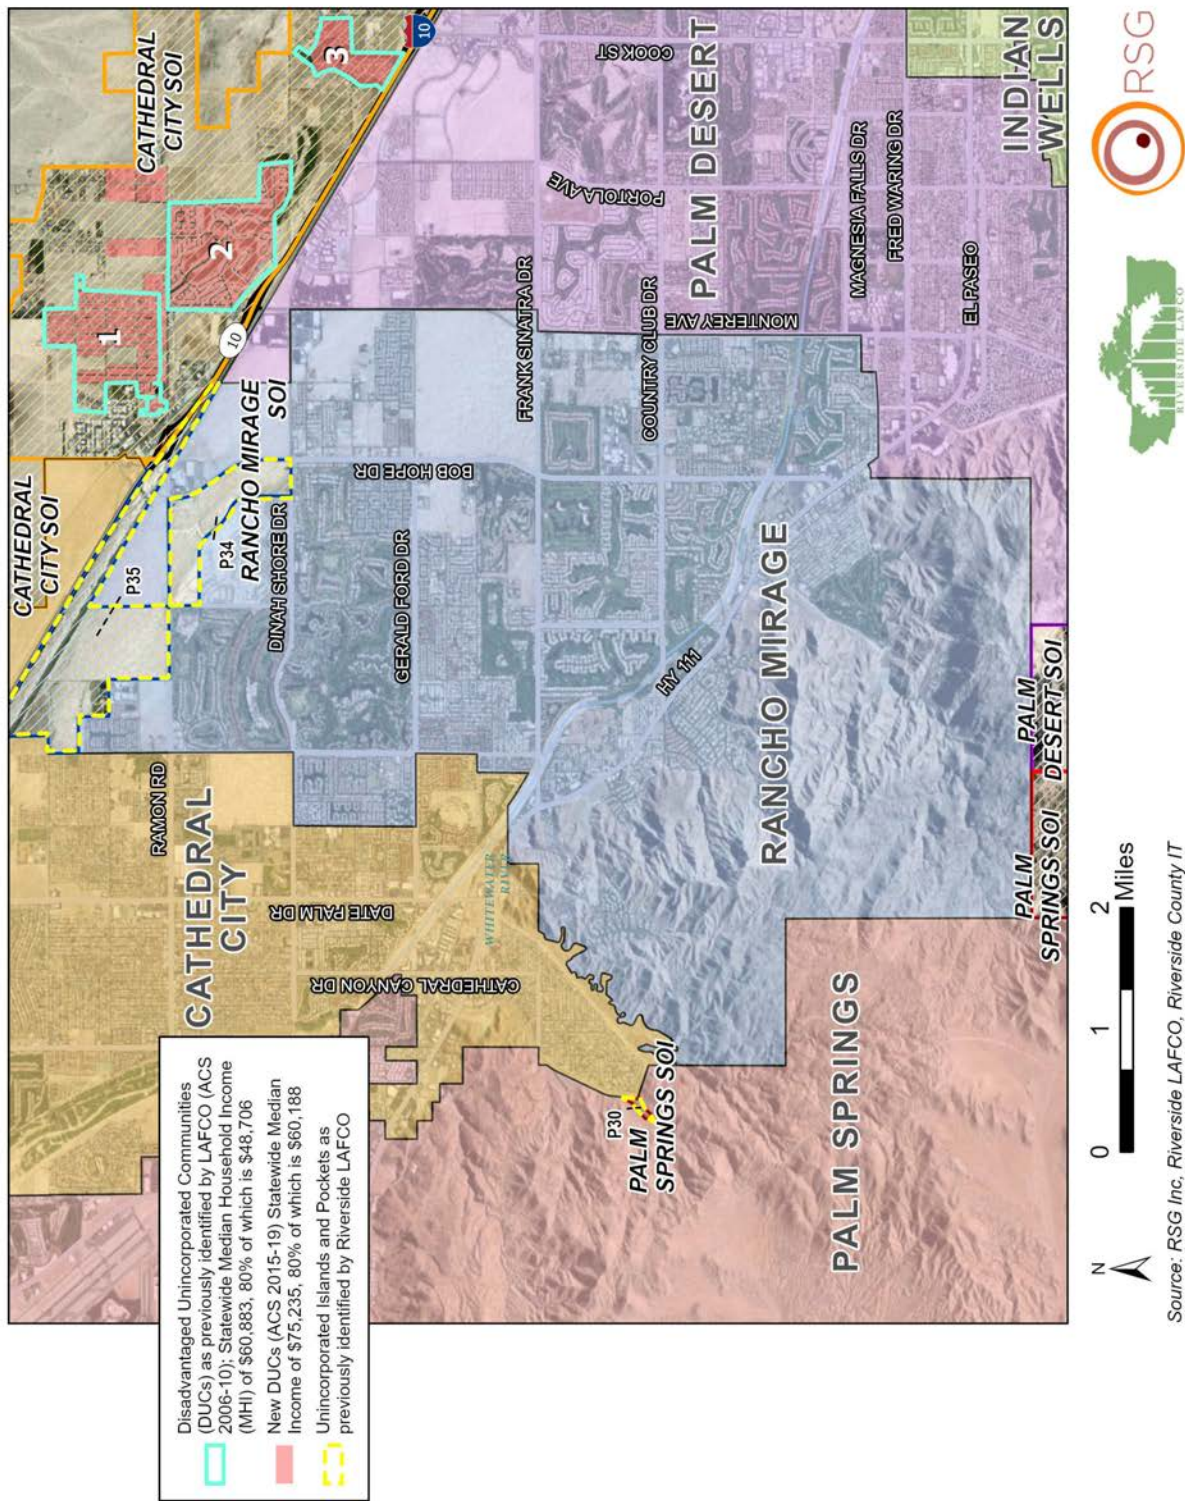 Disadvantaged Unincorporated Communities
(DUCs) as previously identified by LAFCO (ACS
2006-10); Statewide Median Household Income
(MHI) of $60,883, 80% of which is $48,706
New DUCs (ACS 2015-19) Statewide Median
Income of $75,235, 80% of which is $60,188
Unincorporated Islands and Pockets as
previously identified by Riverside LAFCO
CATHEDRAL
CITY SOI
CATHEDRAL
CITY SOI
1
2
3
10
10
P35
P34
RANCHO MIRAGE
SOI
RAMON RD
CATHEDRAL
CITY
DINAH SHORE DR
DATE PALM DR
BOB HOPE DR
GERALD FORD DR
CATHEDRAL CANYON DR
WHITEWATER
RIVER
FRANK SINATRA DR
PORTOLA AVE
COOK ST
COUNTRY CLUB DR
PALM DESERT
MONTEREY AVE
HY 111
P30
PALM
SPRINGS SOI
RANCHO MIRAGE
MAGNESIA FALLS DR
FRED WARING DR
EL PASEO
PALM SPRINGS
INDIAN
WELLS
PALM
SPRINGS SOI
PALM
DESERT SOI
N
0
1
2
Miles
RIVERSIDE LAFCO
RSG
Source: RSG Inc, Riverside LAFCO, Riverside County IT